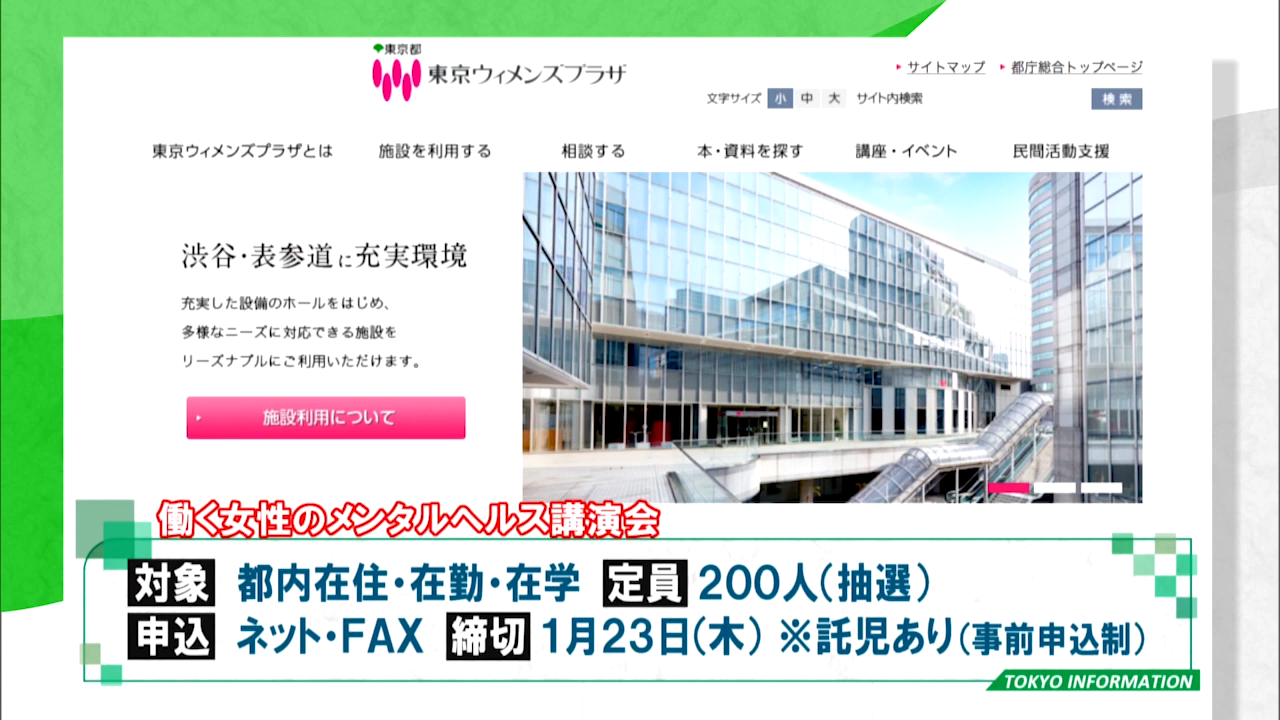 東京都
東京ウィメンズプラザ
サイトマップ 都庁総合トップページ
文字サイズ 小 中 大 サイト内検索 検索
東京ウィメンズプラザとは 施設を利用する 相談する 本・資料を探す 講座・イベント 民間活動支援
渋谷・表参道に充実環境
充実した設備のホールをはじめ、
多様なニーズに対応できる施設を
リーズナブルにご利用いただけます。
施設利用について
働く女性のメンタルヘルス講演会
対象 都内在住・在勤・在学 定員 200人(抽選)
申込 ネット・FAX 締切 1月23日(木) ※託児あり(事前申込制)
TOKYO INFORMATION